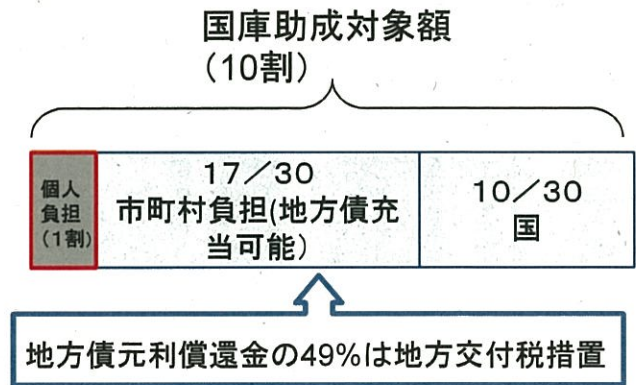 国庫助成対象額
（10割）
個人
負担
（1割）
17／30
市町村負担(地方債充
当可能）
10／30
国
地方債元利償還金の49%は地方交付税措置